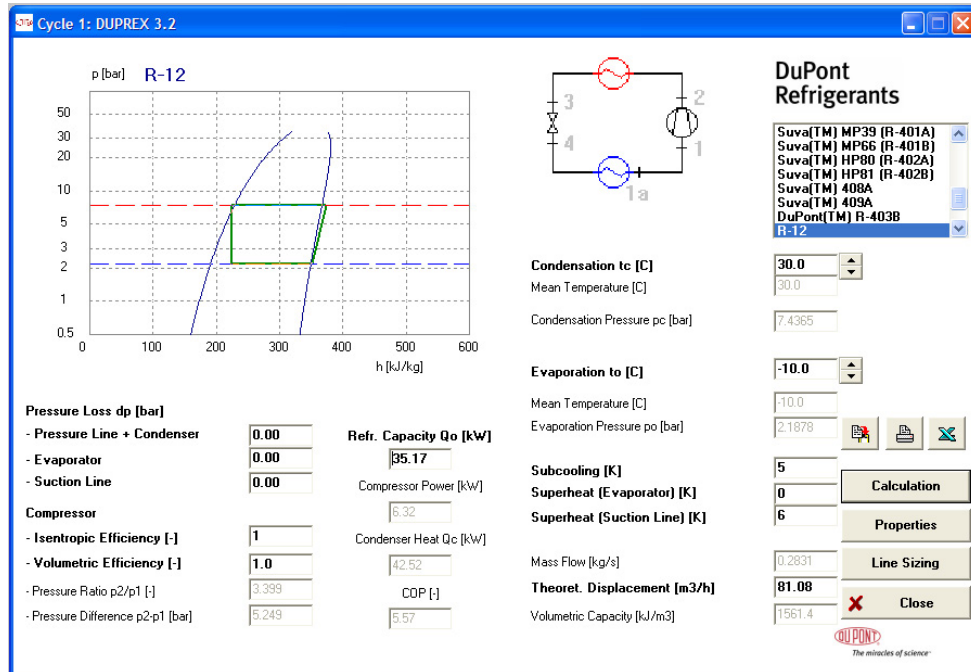 Cycle 1: DUPREX 3.2
p [bar] R-12
50
30
20
10
5
3
2
1
0.5
0 100 200 300 400 500 600
h [kJ/kg]
3
2
4
1
1a
DuPont
Refrigerants
Suva(TM) MP39 (R-401A)
Suva(TM) MP66 (R-401B)
Suva(TM) HP80 (R-402A)
Suva(TM) HP81 (R-402B)
Suva(TM) 408A
Suva(TM) 409A
DuPont(TM) R-403B
R-12
Condensation tc [C] 30.0
Mean Temperature [C] 30.0
Condensation Pressure pc [bar] 7.4365
Evaporation to [C] -10.0
Mean Temperature [C] -10.0
Evaporation Pressure po [bar] 2.1878
Subcooling [K] 5
Superheat (Evaporator) [K] 0
Superheat (Suction Line) [K] 6
Mass Flow [kg/s] 0.2831
Theoret. Displacement [m3/h] 81.08
Volumetric Capacity [kJ/m3] 1561.4
Calculation
Properties
Line Sizing
Close
Pressure Loss dp [bar]
- Pressure Line + Condenser 0.00
- Evaporator 0.00
- Suction Line 0.00
Compressor
- Isentropic Efficiency [-] 1
- Volumetric Efficiency [-] 1.0
- Pressure Ratio p2/p1 [-] 3.399
- Pressure Difference p2-p1 [bar] 5.249
Refr. Capacity Qo [kW]
35.17
Compressor Power [kW]
6.32
Condenser Heat Qc [kW]
42.52
COP [-]
5.57
DUPONT
The miracles of science